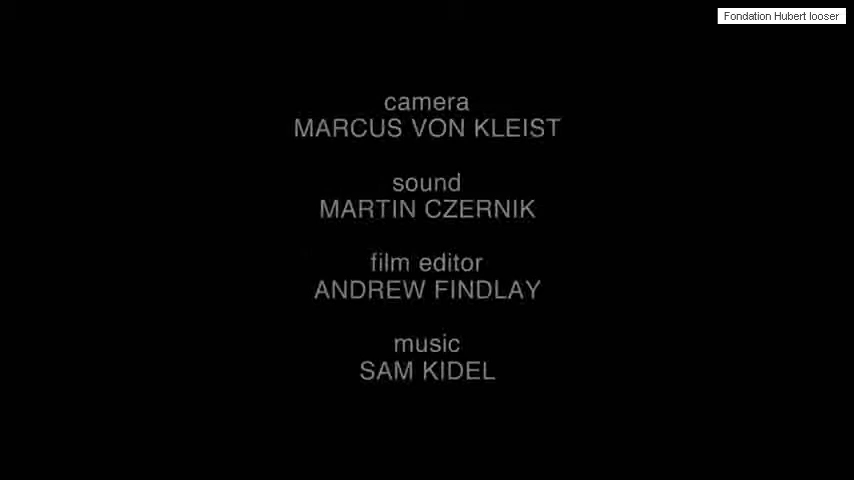 Fondation Hubert looser
camera
MARCUS VON KLEIST
sound
MARTIN CZERNIK
film editor
ANDREW FINDLAY
music
SAM KIDEL